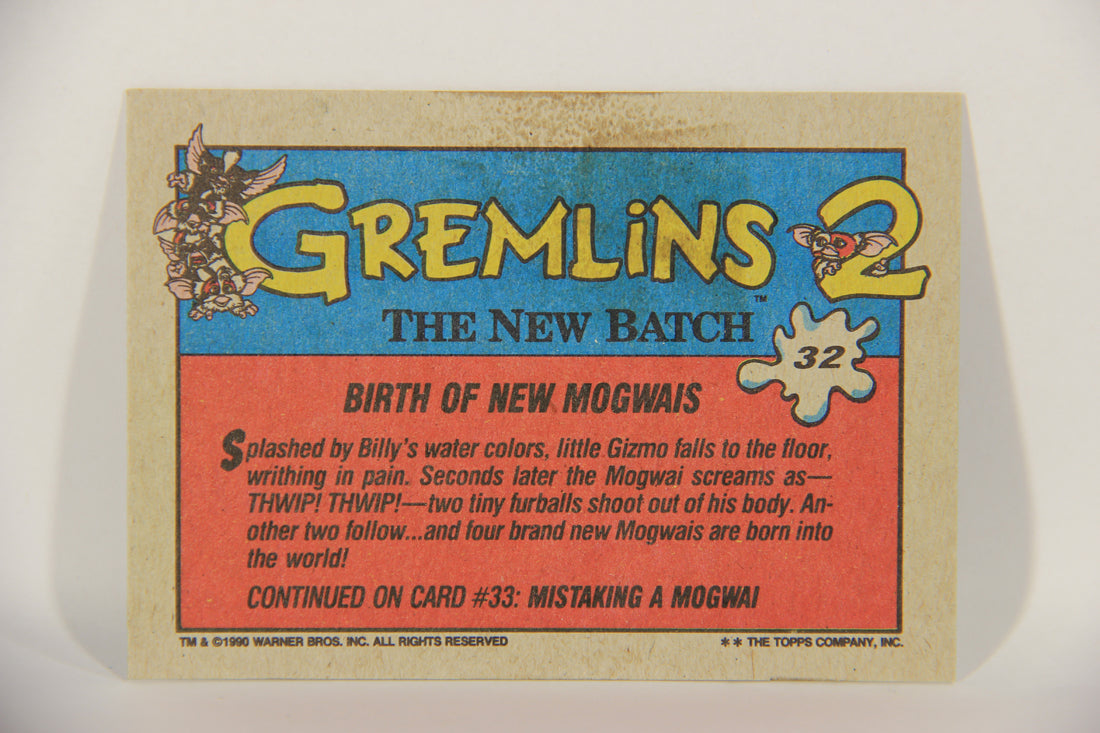 GREMLiNS 2
™
THE NEW BATCH
32
BIRTH OF NEW MOGWAIS
Splashed by Billy's water colors, little Gizmo falls to the floor,
writhing in pain. Seconds later the Mogwai screams as—
THWIP! THWIP!—two tiny furballs shoot out of his body. An-
other two follow...and four brand new Mogwais are born into
the world!
CONTINUED ON CARD #33: MISTAKING A MOGWAI
TM & ©1990 WARNER BROS. INC. ALL RIGHTS RESERVED
** THE TOPPS COMPANY, INC.